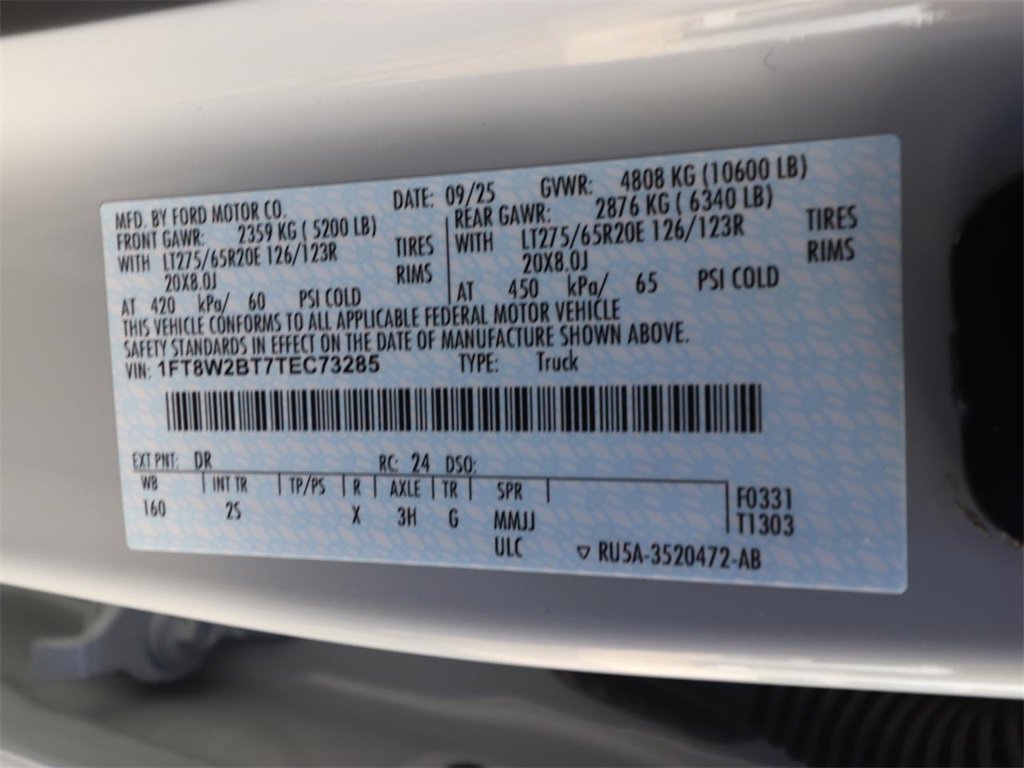 MFD. BY FORD MOTOR CO. DATE: 09/25 GVWR: 4808 KG (10600 LB)
FRONT GAWR: 2359 KG ( 5200 LB) REAR GAWR: 2876 KG ( 6340 LB)
WITH LT275/65R20E 126/123R TIRES WITH LT275/65R20E 126/123R TIRES
20X8.0J RIMS 20X8.0J RIMS
AT 420 kPa/ 60 PSI COLD AT 450 kPa/ 65 PSI COLD
THIS VEHICLE CONFORMS TO ALL APPLICABLE FEDERAL MOTOR VEHICLE
SAFETY STANDARDS IN EFFECT ON THE DATE OF MANUFACTURE SHOWN ABOVE.
VIN: 1FT8W2BT7TEC73285 TYPE: Truck
EXT PNT: DR RC: 24 DSO:
WB INT TR TP/PS R AXLE TR SPR F0331
160 2S X 3H G MMJJ T1303
ULC RU5A-3520472-AB